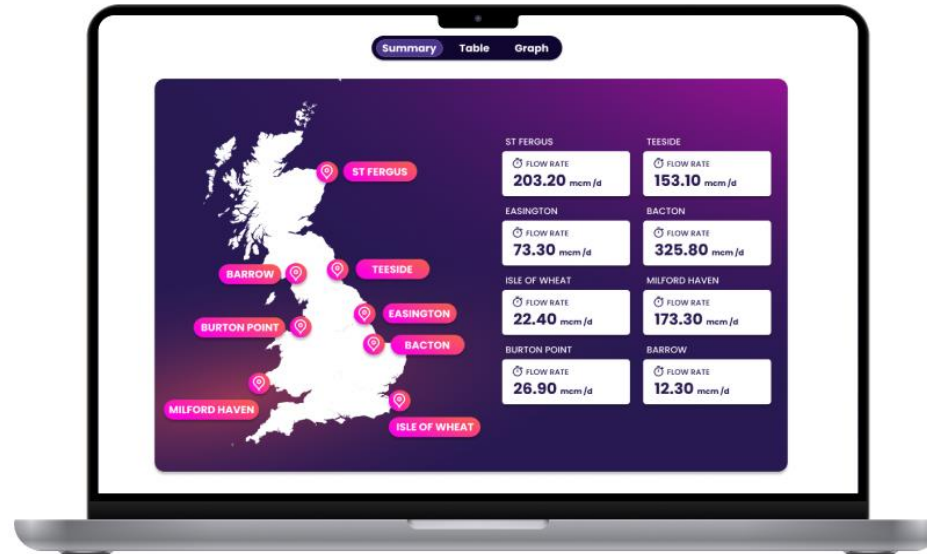 Summary Table Graph
ST FERGUS
BARROW
TEESIDE
EASINGTON
BURTON POINT
BACTON
MILFORD HAVEN
ISLE OF WHEAT
ST FERGUS
FLOW RATE
203.20 mcm/d
TEESIDE
FLOW RATE
153.10 mcm/d
EASINGTON
FLOW RATE
73.30 mcm/d
BACTON
FLOW RATE
325.80 mcm/d
ISLE OF WHEAT
FLOW RATE
22.40 mcm/d
MILFORD HAVEN
FLOW RATE
173.30 mcm/d
BURTON POINT
FLOW RATE
26.90 mcm/d
BARROW
FLOW RATE
12.30 mcm/d